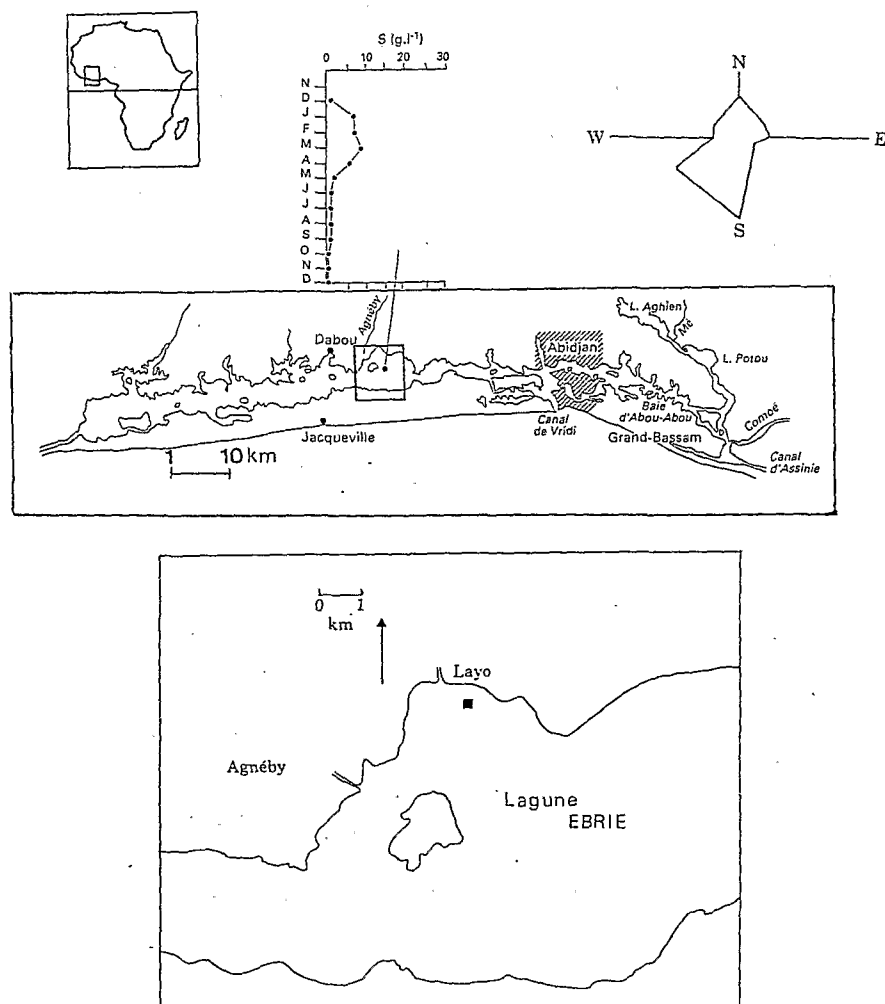 S (g.l⁻¹)
0 10 20 30
N
D
J
F
M
A
M
J
J
A
S
O
N
D
N
W E
S
L. Aghien
Mé
Agnéby
Dabou
Abidjan
L. Potou
Baie
d'Abou-Abou
Comoé
Canal
de Vridi
Grand-Bassam
Jacqueville
Canal
d'Assinie
1 10 km
0 1
km
Layo
Agnéby
Lagune
EBRIE